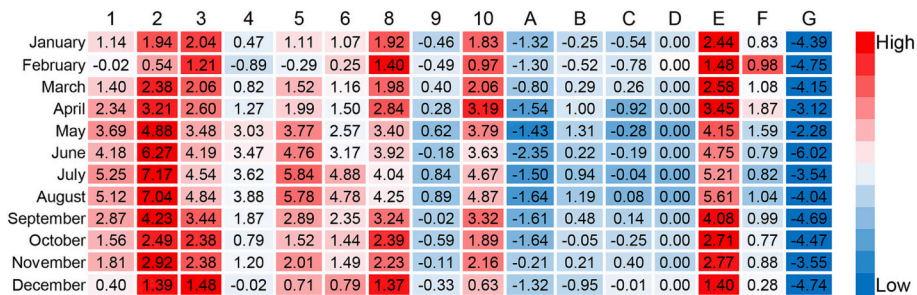 1 2 3 4 5 6 8 9 10 A B C D E F G
January 1.14 1.94 2.04 0.47 1.11 1.07 1.92 -0.46 1.83 -1.32 -0.25 -0.54 0.00 2.44 0.83 -4.39 High
February -0.02 0.54 1.21 -0.89 -0.29 0.25 1.40 -0.49 0.97 -1.30 -0.52 -0.78 0.00 1.48 0.98 -4.75
March 1.40 2.38 2.06 0.82 1.52 1.16 1.98 0.40 2.06 -0.80 0.29 0.26 0.00 2.58 1.08 -4.15
April 2.34 3.21 2.60 1.27 1.99 1.50 2.84 0.28 3.19 -1.54 1.00 -0.92 0.00 3.45 1.87 -3.12
May 3.69 4.88 3.48 3.03 3.77 2.57 3.40 0.62 3.79 -1.43 1.31 -0.28 0.00 4.15 1.59 -2.28
June 4.18 6.27 4.19 3.47 4.76 3.17 3.92 -0.18 3.63 -2.35 0.22 -0.19 0.00 4.75 0.79 -6.02
July 5.25 7.17 4.54 3.62 5.84 4.88 4.04 0.84 4.67 -1.50 0.94 -0.04 0.00 5.21 0.82 -3.54
August 5.12 7.04 4.84 3.88 5.78 4.78 4.25 0.89 4.87 -1.64 1.19 0.08 0.00 5.61 1.04 -4.04
September 2.87 4.23 3.44 1.87 2.89 2.35 3.24 -0.02 3.32 -1.61 0.48 0.14 0.00 4.08 0.99 -4.69
October 1.56 2.49 2.38 0.79 1.52 1.44 2.39 -0.59 1.89 -1.64 -0.05 -0.25 0.00 2.71 0.77 -4.47
November 1.81 2.92 2.38 1.20 2.01 1.49 2.23 -0.11 2.16 -0.21 0.21 0.40 0.00 2.77 0.88 -3.55
December 0.40 1.39 1.48 -0.02 0.71 0.79 1.37 -0.33 0.63 -1.32 -0.95 -0.01 0.00 1.40 0.28 -4.74 Low